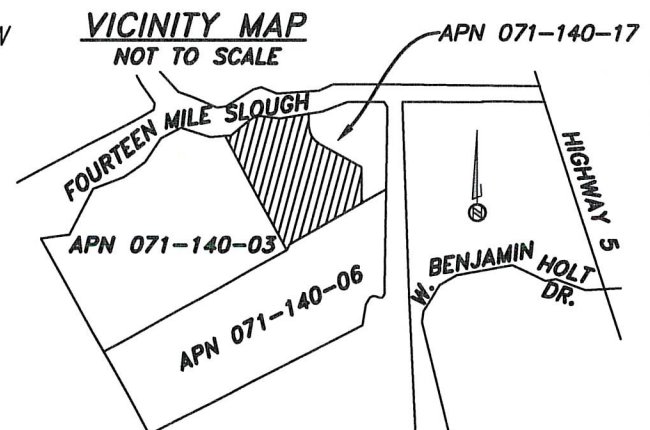 VICINITY MAP
NOT TO SCALE
APN 071-140-17
FOURTEEN MILE SLOUGH
HIGHWAY 5
APN 071-140-03
W. BENJAMIN HOLT DR.
APN 071-140-06